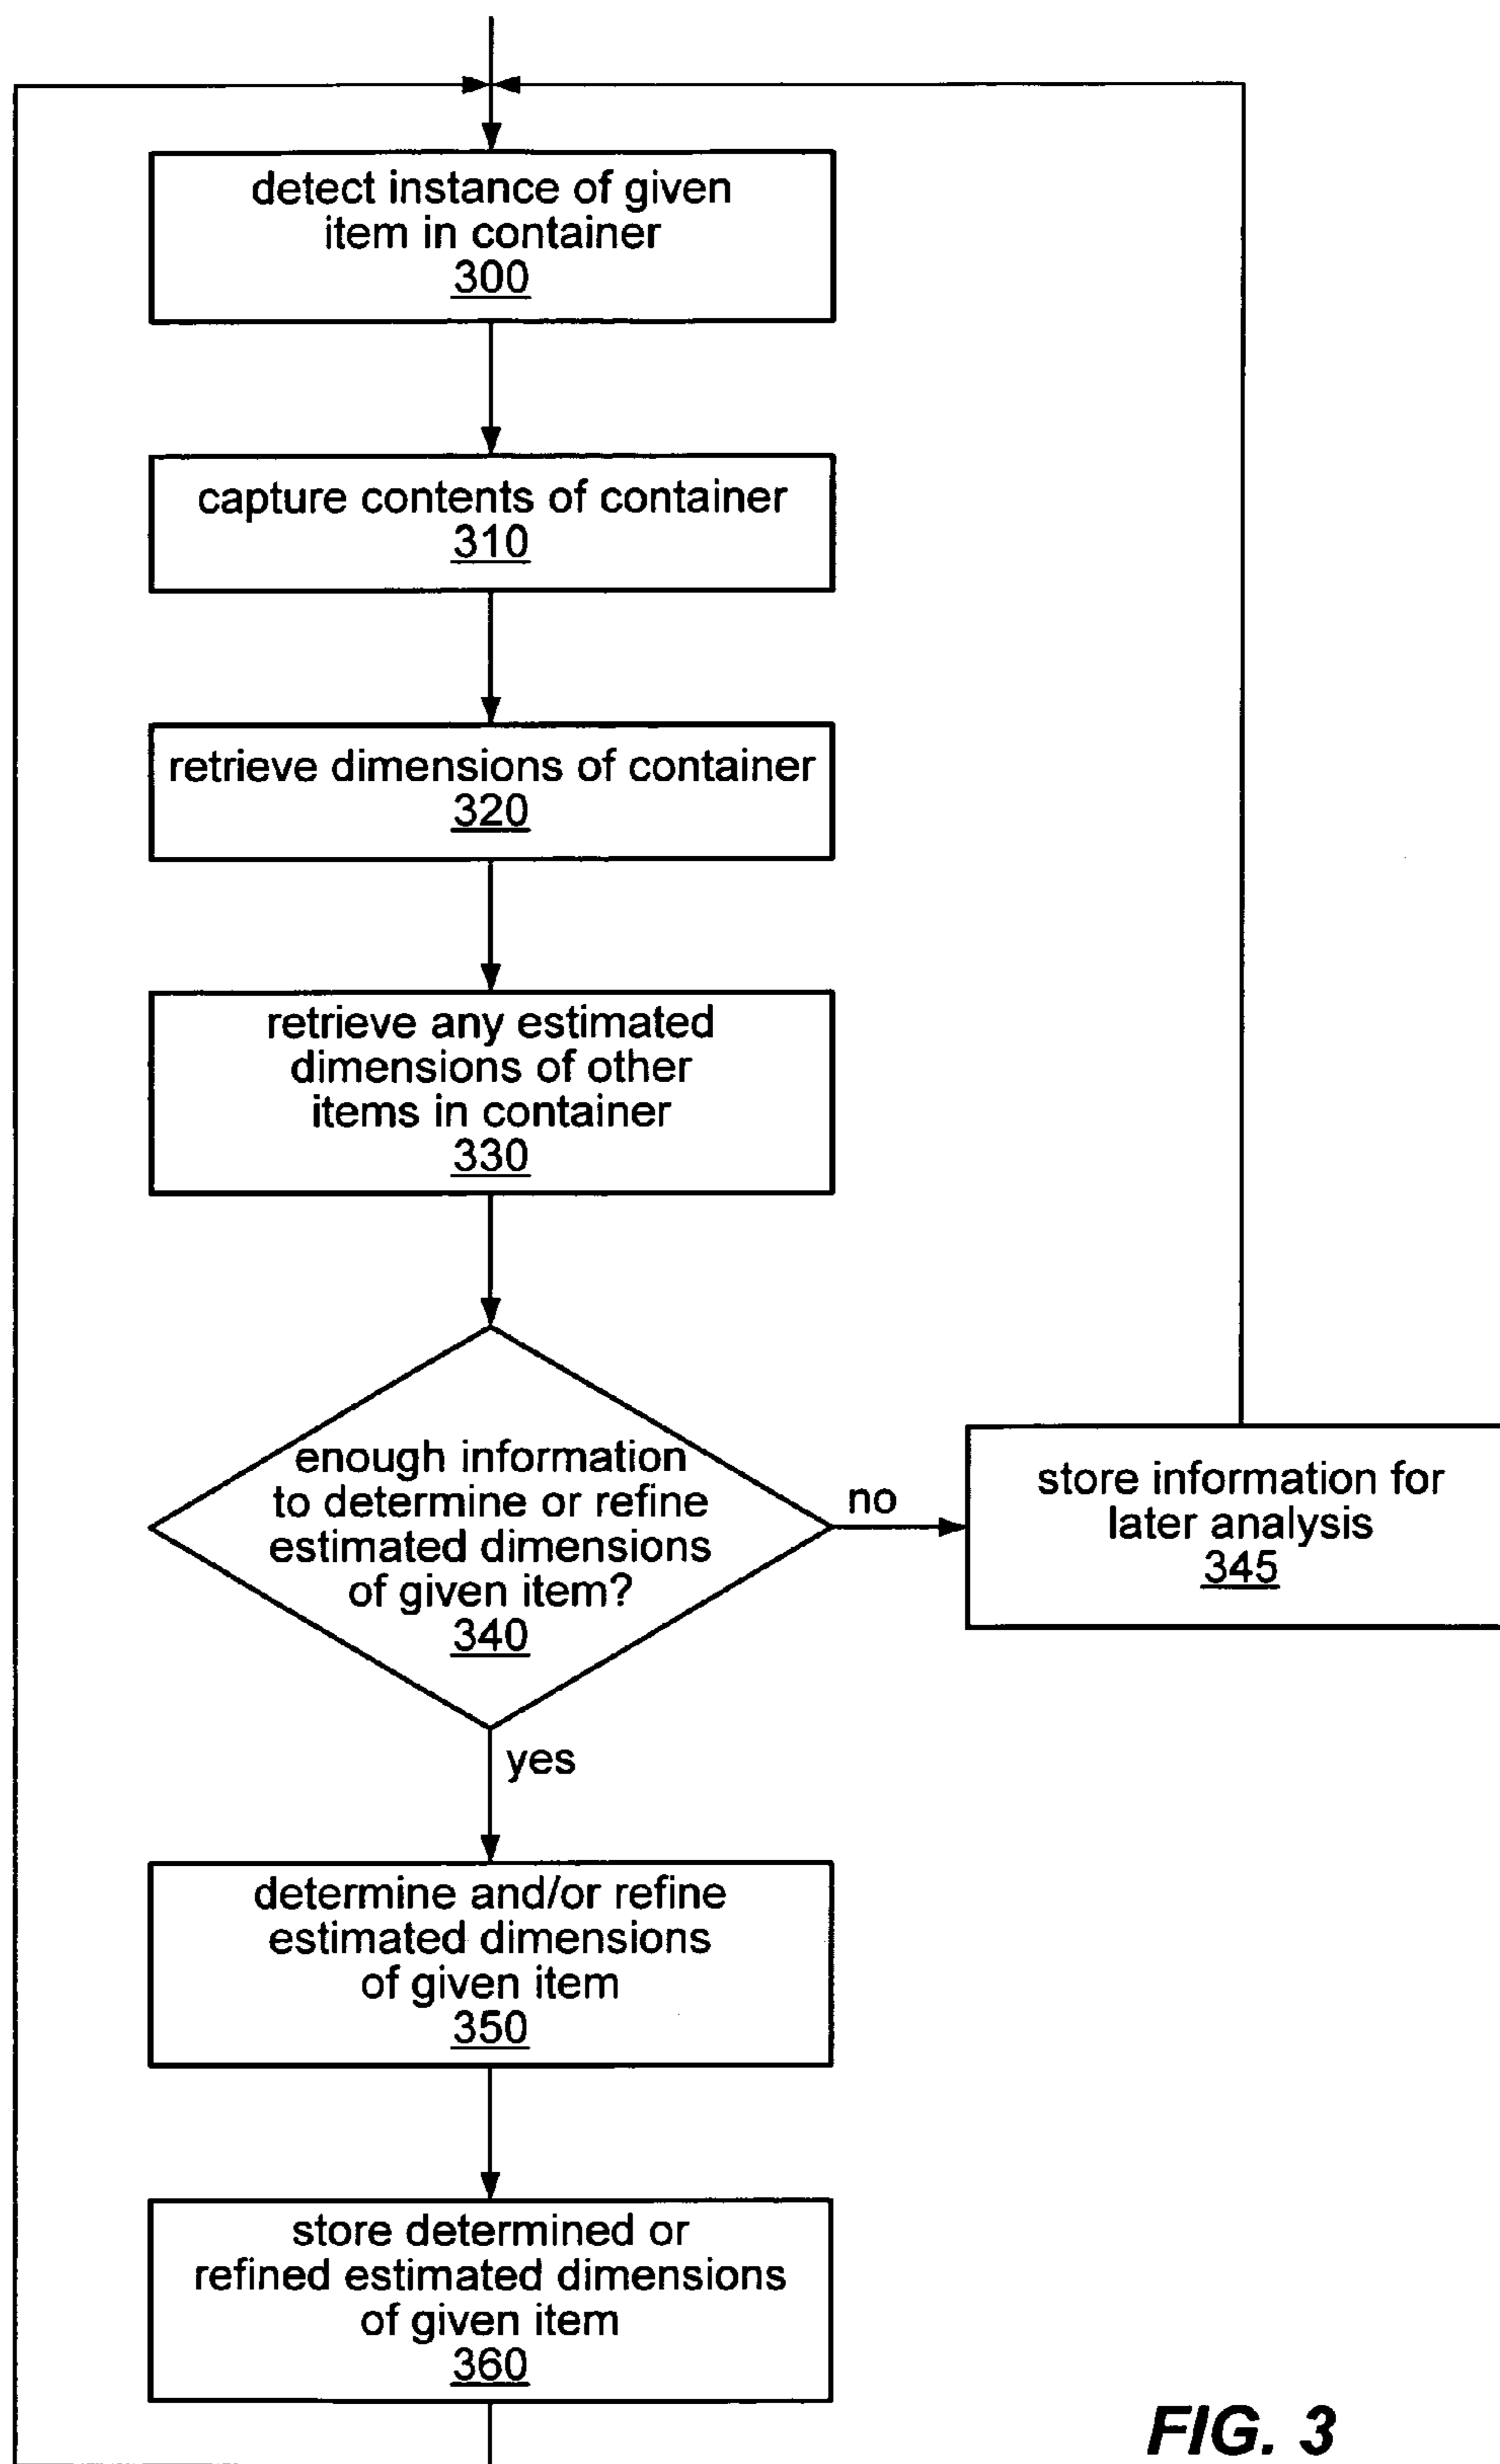 detect instance of given
item in container
300
capture contents of container
310
retrieve dimensions of container
320
retrieve any estimated
dimensions of other
items in container
330
enough information
to determine or refine
estimated dimensions
of given item?
340
no
store information for
later analysis
345
yes
determine and/or refine
estimated dimensions
of given item
350
store determined or
refined estimated dimensions
of given item
360
FIG. 3